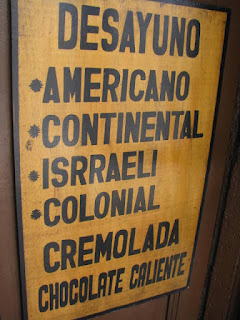 DESAYUNO
*AMERICANO
*CONTINENTAL
*ISRRAELI
*COLONIAL
CREMOLADA
CHOCOLATE CALIENTE